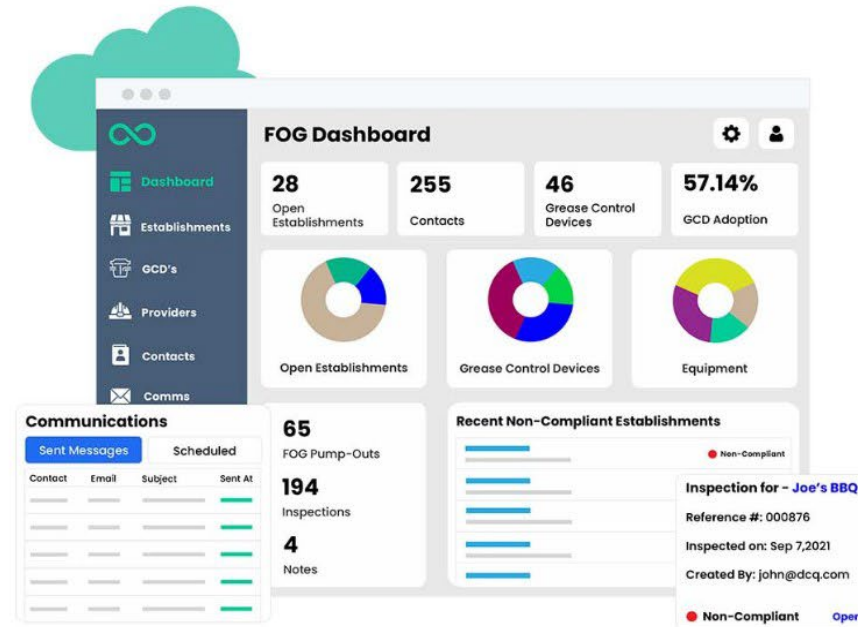 FOG Dashboard
Dashboard
Establishments
GCD's
Providers
Contacts
Comms
28
Open
Establishments
255
Contacts
46
Grease Control
Devices
57.14%
GCD Adoption
Open Establishments
Grease Control Devices
Equipment
Communications
Sent Messages
Scheduled
Contact Email Subject Sent At
65
FOG Pump-Outs
194
Inspections
4
Notes
Recent Non-Compliant Establishments
Non-Compliant
Inspection for - Joe's BBQ
Reference #: 000876
Inspected on: Sep 7,2021
Created By: john@dcq.com
Non-Compliant Open